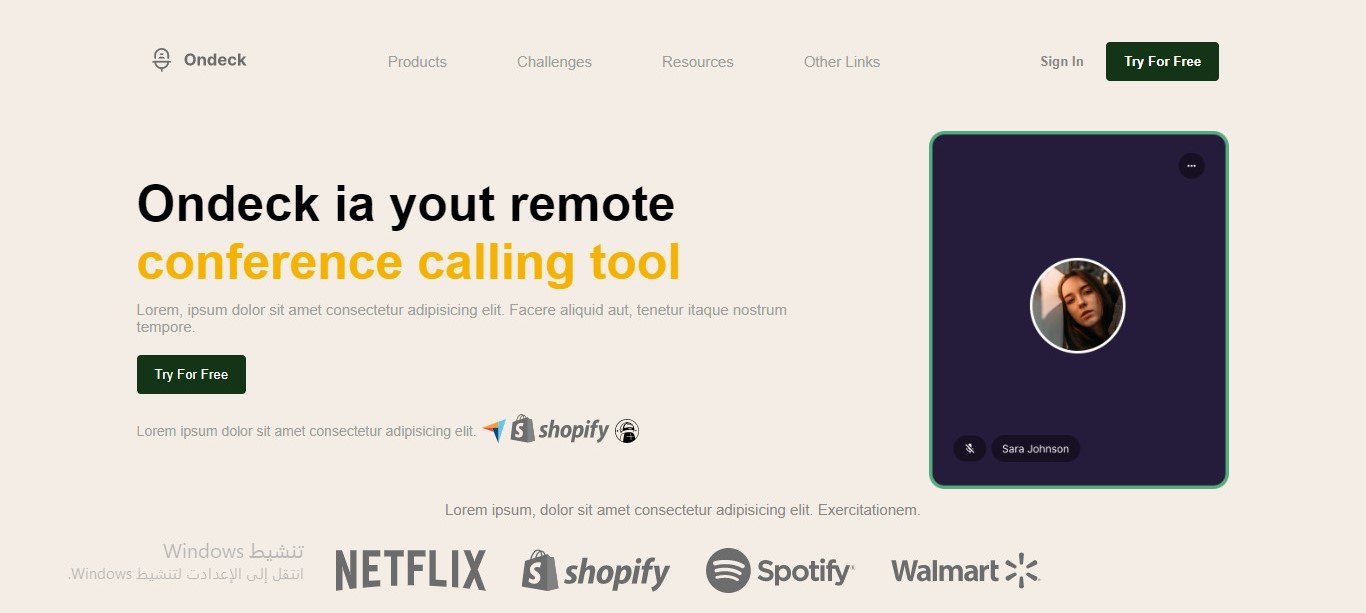 Ondeck
Products
Challenges
Resources
Other Links
Sign In
Try For Free
Ondeck ia yout remote
conference calling tool
Lorem, ipsum dolor sit amet consectetur adipisicing elit. Facere aliquid aut, tenetur itaque nostrum
tempore.
Try For Free
Lorem ipsum dolor sit amet consectetur adipisicing elit.
shopify
Sara Johnson
Lorem ipsum, dolor sit amet consectetur adipisicing elit. Exercitationem.
تنشيط Windows
انتقل إلى الإعدادت لتنشيط Windows.
NETFLIX
shopify
Spotify
Walmart